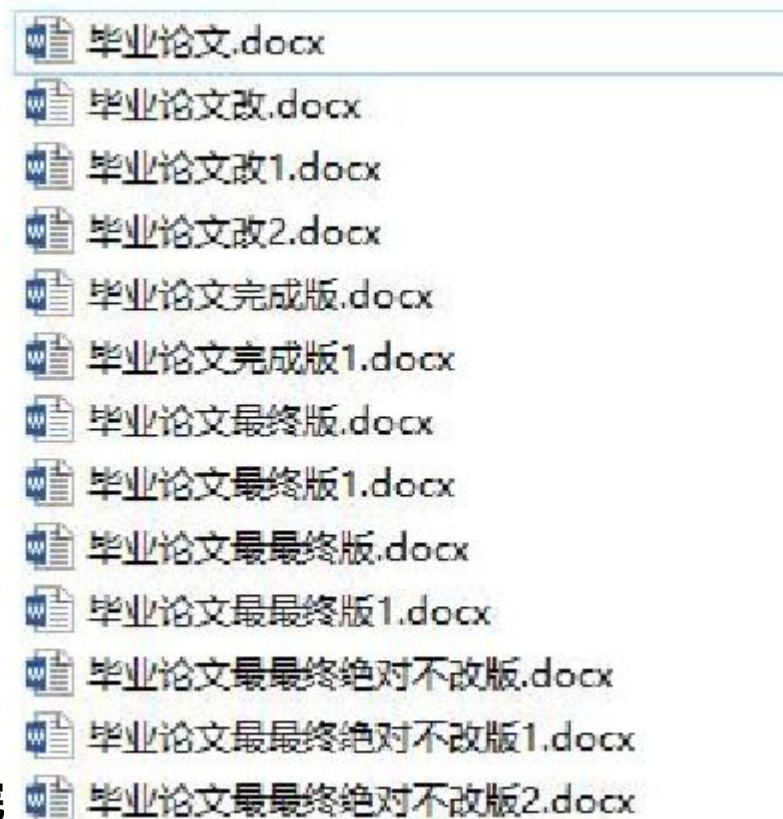 毕业论文.docx
毕业论文改.docx
毕业论文改1.docx
毕业论文改2.docx
毕业论文完成版.docx
毕业论文完成版1.docx
毕业论文最终版.docx
毕业论文最终版1.docx
毕业论文最最终版.docx
毕业论文最最终版1.docx
毕业论文最最终绝对不改版.docx
毕业论文最最终绝对不改版1.docx
毕业论文最最终绝对不改版2.docx